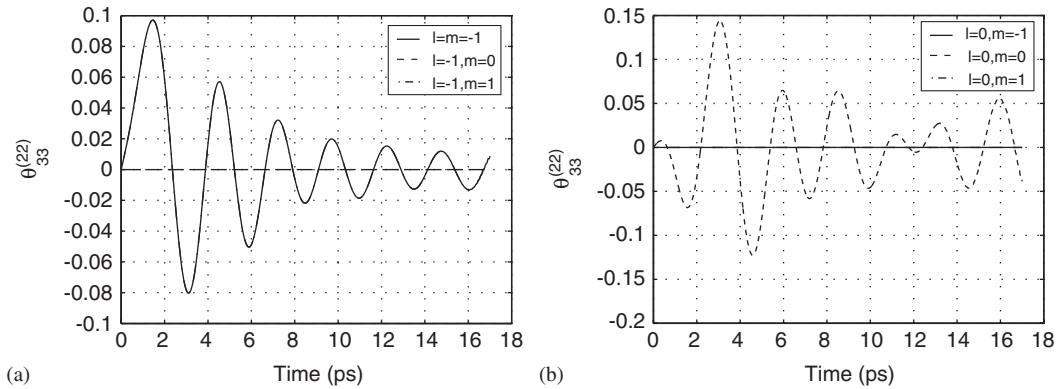 0.1
0.08
0.06
0.04
0.02
0
-0.02
-0.04
-0.06
-0.08
-0.1
θ33(22)
l=m=-1
l=-1,m=0
l=-1,m=1
0 2 4 6 8 10 12 14 16 18
(a)
Time (ps)
0.15
0.1
0.05
0
-0.05
-0.1
-0.15
-0.2
θ33(22)
l=0,m=-1
l=0,m=0
l=0,m=1
0 2 4 6 8 10 12 14 16 18
(b)
Time (ps)